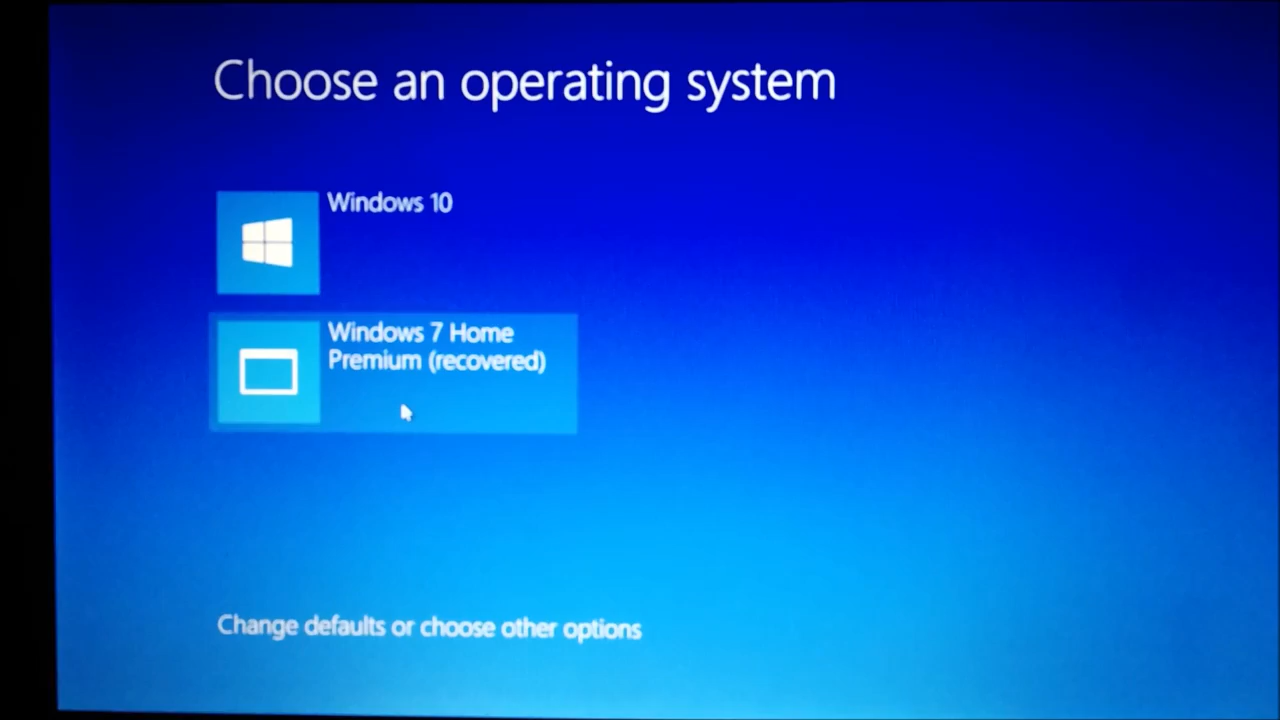 Choose an operating system
Windows 10
Windows 7 Home
Premium (recovered)
Change defaults or choose other options